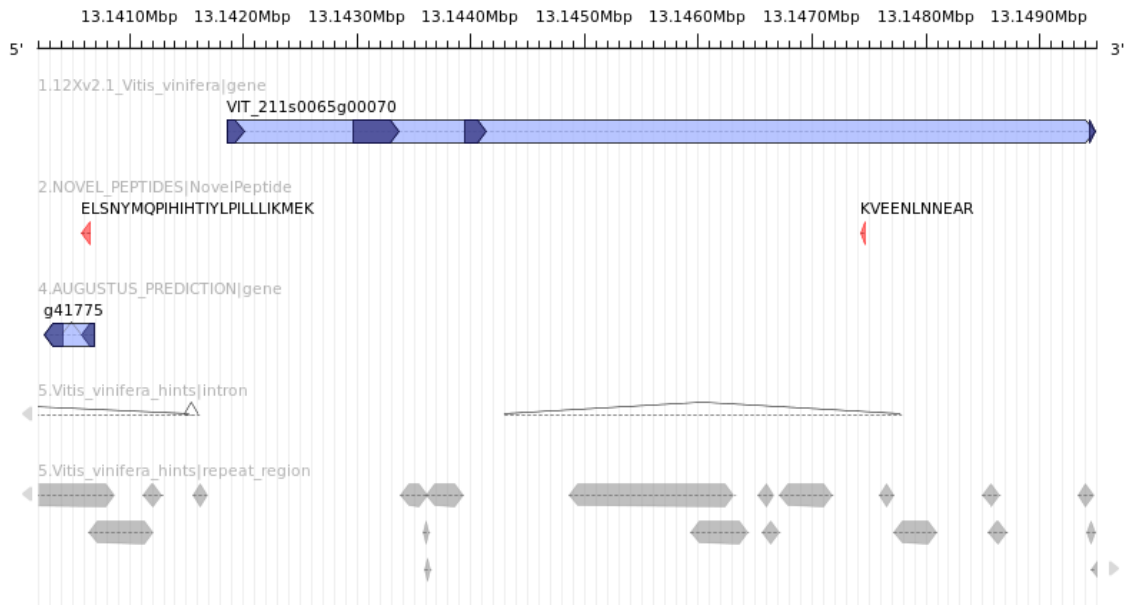 13.1410Mbp 13.1420Mbp 13.1430Mbp 13.1440Mbp 13.1450Mbp 13.1460Mbp 13.1470Mbp 13.1480Mbp 13.1490Mbp
5' 3'
1.12Xv2.1_Vitis_vinifera|gene
VIT_211s0065g00070
2.NOVEL_PEPTIDES|NovelPeptide
ELSNYMQPIHIHTIYLPILLLIKMEK KVEENLNNEAR
4.AUGUSTUS_PREDICTION|gene
g41775
5.Vitis_vinifera_hints|intron
5.Vitis_vinifera_hints|repeat_region